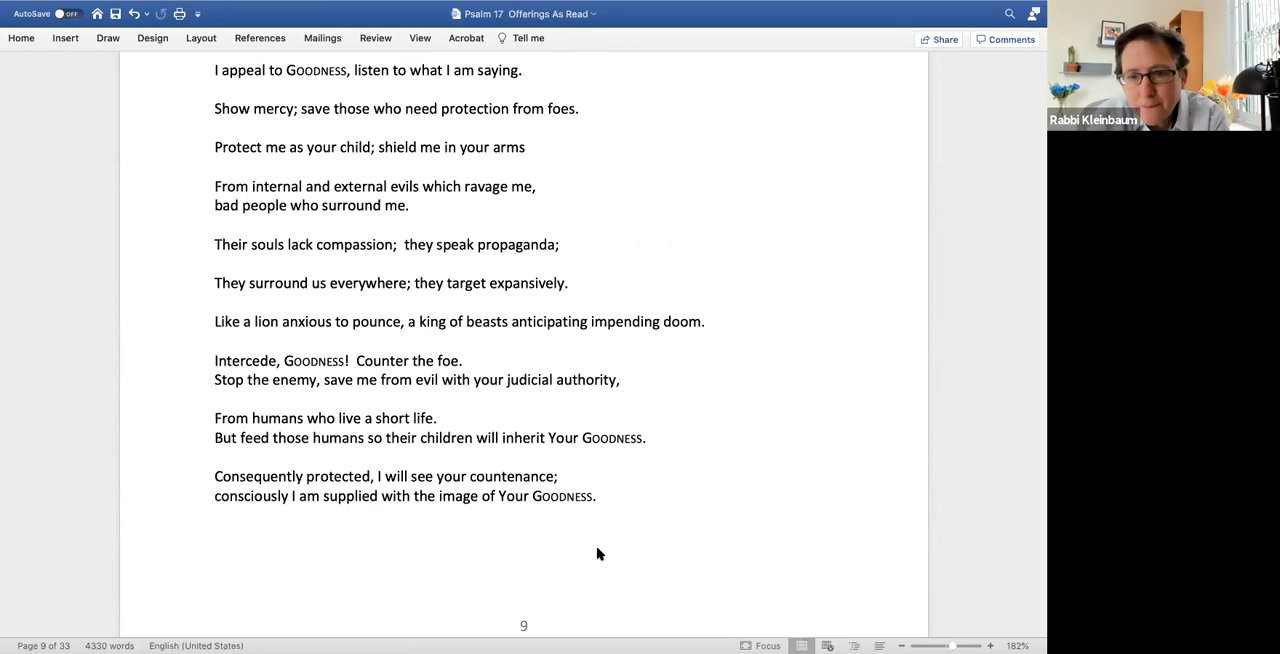 AutoSave OFF
Psalm 17 Offerings As Read
Home Insert Draw Design Layout References Mailings Review View Acrobat Tell me
Share Comments
I appeal to GOODNESS, listen to what I am saying.
Show mercy; save those who need protection from foes.
Protect me as your child; shield me in your arms
From internal and external evils which ravage me,
bad people who surround me.
Their souls lack compassion;  they speak propaganda;
They surround us everywhere; they target expansively.
Like a lion anxious to pounce, a king of beasts anticipating impending doom.
Intercede, GOODNESS!  Counter the foe.
Stop the enemy, save me from evil with your judicial authority,
From humans who live a short life.
But feed those humans so their children will inherit Your GOODNESS.
Consequently protected, I will see your countenance;
consciously I am supplied with the image of Your GOODNESS.
9
Page 9 of 33 4330 words English (United States) Focus 182%
Rabbi Kleinbaum